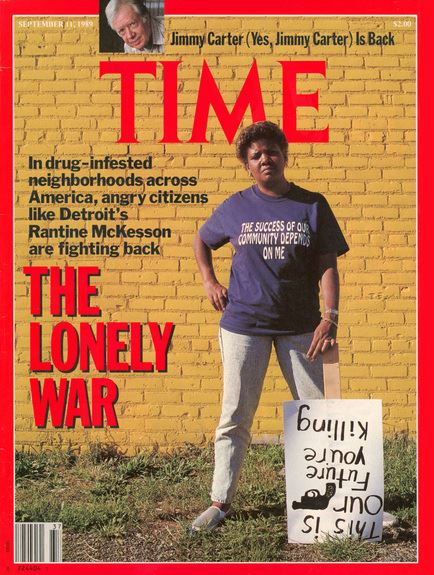 SEPTEMBER 11, 1989
$2.00
Jimmy Carter (Yes, Jimmy Carter) Is Back
TIME
In drug-infested
neighborhoods across
America, angry citizens
like Detroit's
Rantine McKesson
are fighting back
THE
LONELY
WAR
THE SUCCESS OF OUR
COMMUNITY DEPENDS
ON ME
This is
Our
Future
you're
Killing
37
724404